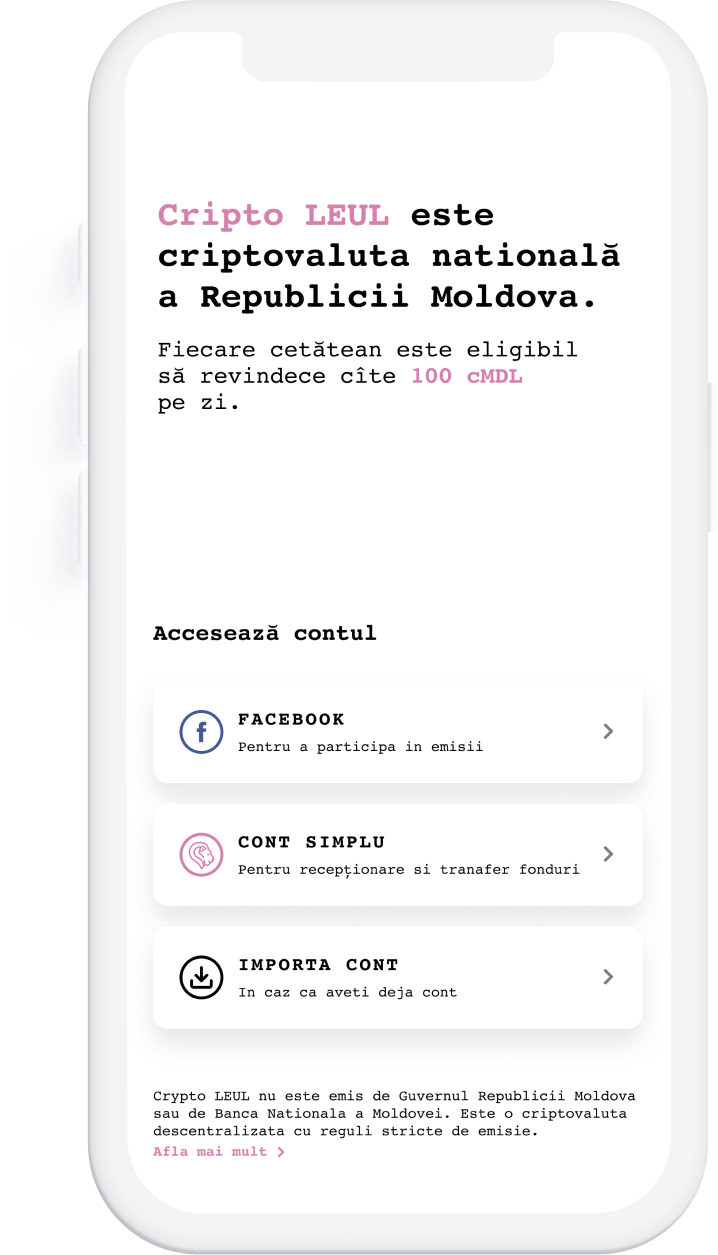 Cripto LEUL este
criptovaluta natională
a Republicii Moldova.
Fiecare cetătean este eligibil
să revindece cîte 100 cMDL
pe zi.
Accesează contul
FACEBOOK
Pentru a participa in emisii
CONT SIMPLU
Pentru recepționare si tranafer fonduri
IMPORTA CONT
In caz ca aveti deja cont
Crypto LEUL nu este emis de Guvernul Republicii Moldova
sau de Banca Nationala a Moldovei. Este o criptovaluta
descentralizata cu reguli stricte de emisie.
Afla mai mult >